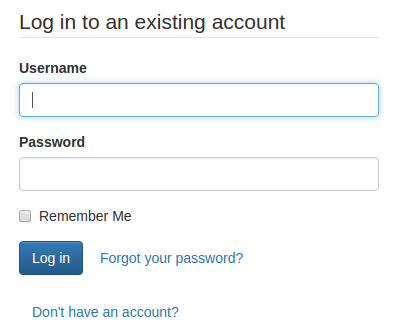 Log in to an existing account
Username
Password
Remember Me
Log in Forgot your password?
Don't have an account?